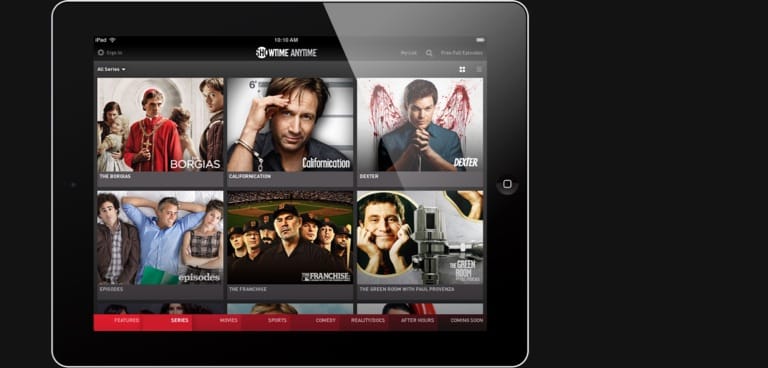 iPad 10:10 AM
Sign In SHOWTIME ANYTIME My List Free Full Episodes
All Series
BORGIAS
6' Californication
DEXTER
THE BORGIAS CALIFORNICATION DEXTER
episodes
THE FRANCHISE
THE GREEN ROOM
EPISODES THE FRANCHISE THE GREEN ROOM WITH PAUL PROVENZA
FEATURED SERIES MOVIES SPORTS COMEDY REALITY/DOCS AFTER HOURS COMING SOON